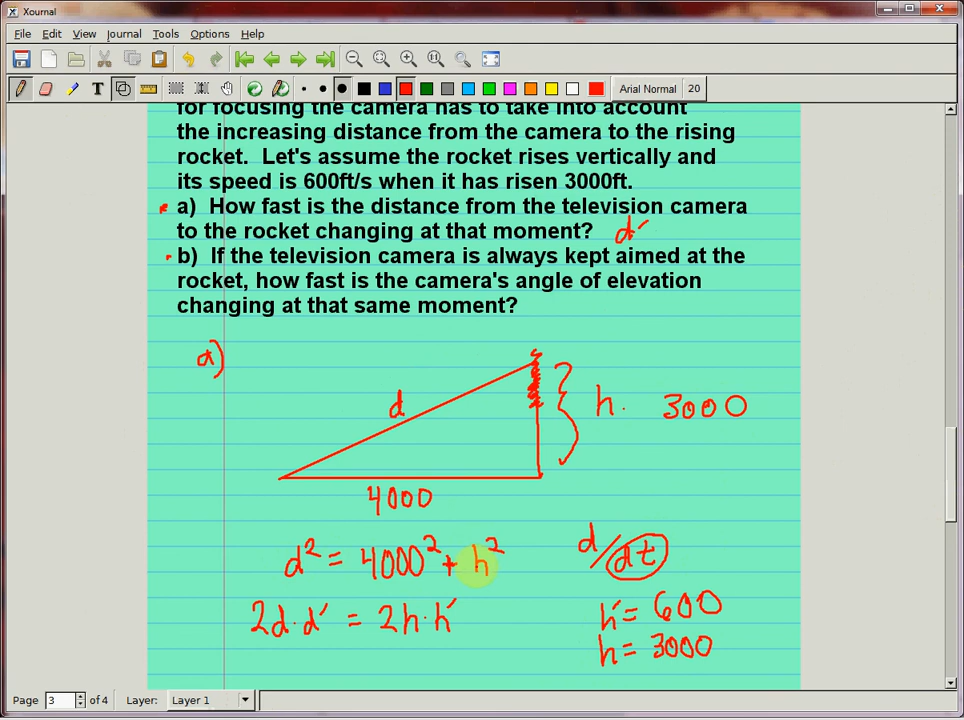 Xournal
File Edit View Journal Tools Options Help
Arial Normal 20
for focusing the camera has to take into account
the increasing distance from the camera to the rising
rocket. Let's assume the rocket rises vertically and
its speed is 600ft/s when it has risen 3000ft.
a) How fast is the distance from the television camera
to the rocket changing at that moment? d'
b) If the television camera is always kept aimed at the
rocket, how fast is the camera's angle of elevation
changing at that same moment?
a)
d h. 3000
4000
d² = 4000² + h² d/dt
2d·d' = 2h·h' h' = 600
h = 3000
Page 3 of 4 Layer: Layer 1